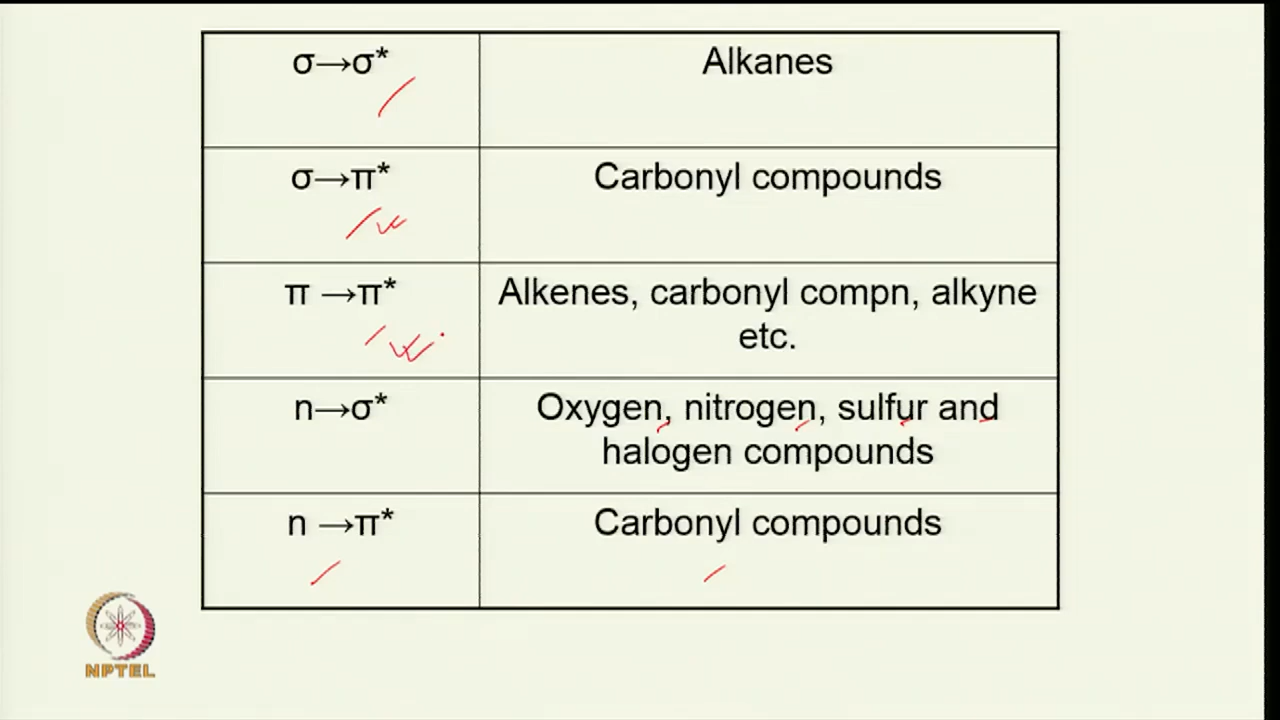 σ→σ* Alkanes
σ→π* Carbonyl compounds
π →π* Alkenes, carbonyl compn, alkyne
etc.
n→σ* Oxygen, nitrogen, sulfur and
halogen compounds
n →π* Carbonyl compounds
NPTEL